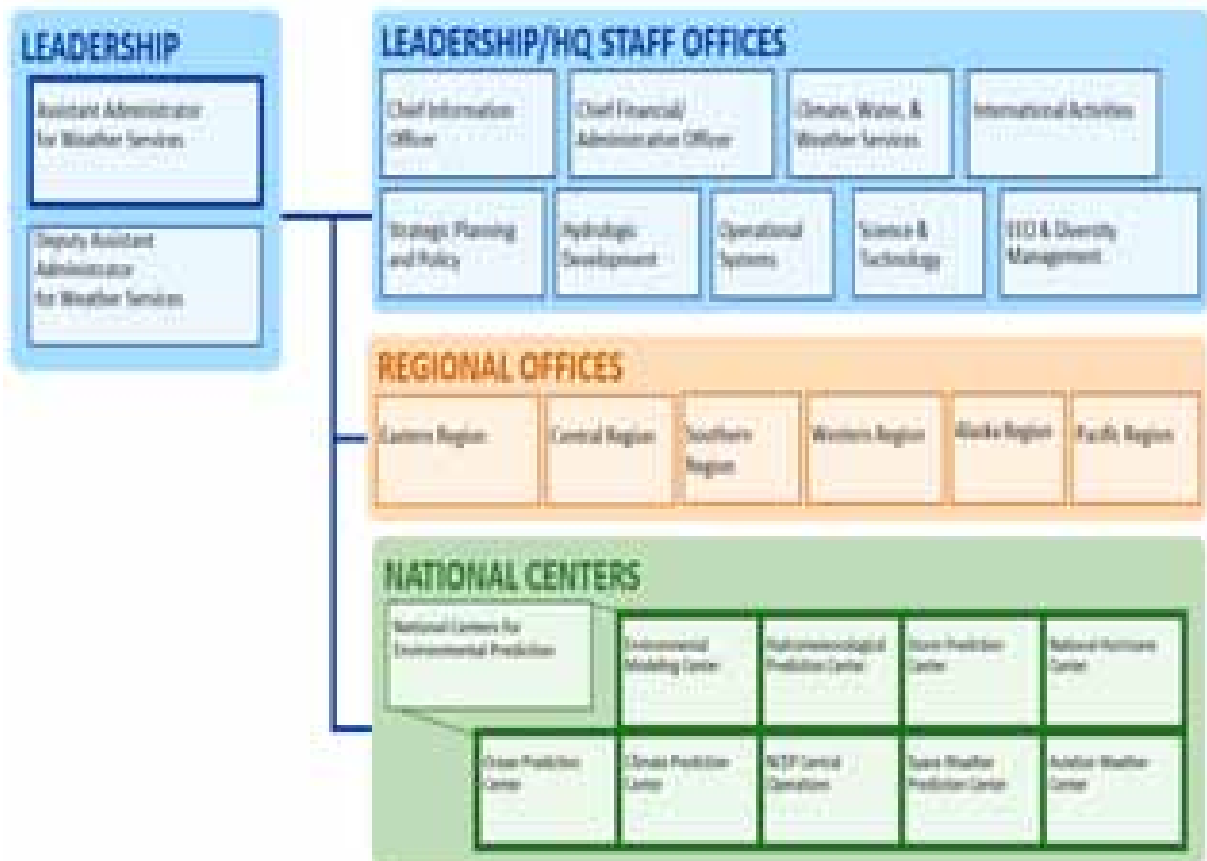 LEADERSHIP
Assistant Administrator
for Weather Services
Deputy Assistant
Administrator
for Weather Services
LEADERSHIP/HQ STAFF OFFICES
Chief Information
Officer
Chief Financial/
Administrative Officer
Climate, Water, &
Weather Services
International Activities
Strategic Planning
and Policy
Hydrologic
Development
Operational
Systems
Science &
Technology
EEO & Diversity
Management
REGIONAL OFFICES
Eastern Region
Central Region
Southern
Region
Western Region
Alaska Region
Pacific Region
NATIONAL CENTERS
National Centers for
Environmental Prediction
Environmental
Modeling Center
Hydrometeorological
Prediction Center
Storm Prediction
Center
National Hurricane
Center
Ocean Prediction
Center
Climate Prediction
Center
NCEP Central
Operations
Space Weather
Prediction Center
Aviation Weather
Center